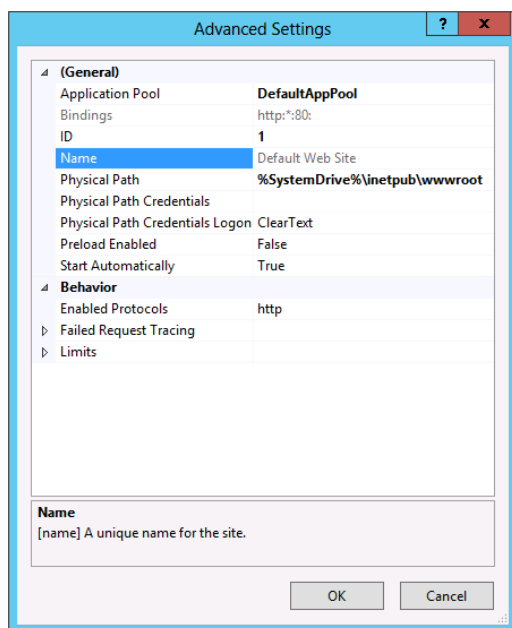 Advanced Settings
? x
(General)
Application Pool DefaultAppPool
Bindings http:*:80:
ID 1
Name Default Web Site
Physical Path %SystemDrive%\inetpub\wwwroot
Physical Path Credentials
Physical Path Credentials Logon ClearText
Preload Enabled False
Start Automatically True
Behavior
Enabled Protocols http
Failed Request Tracing
Limits
Name
[name] A unique name for the site.
OK Cancel